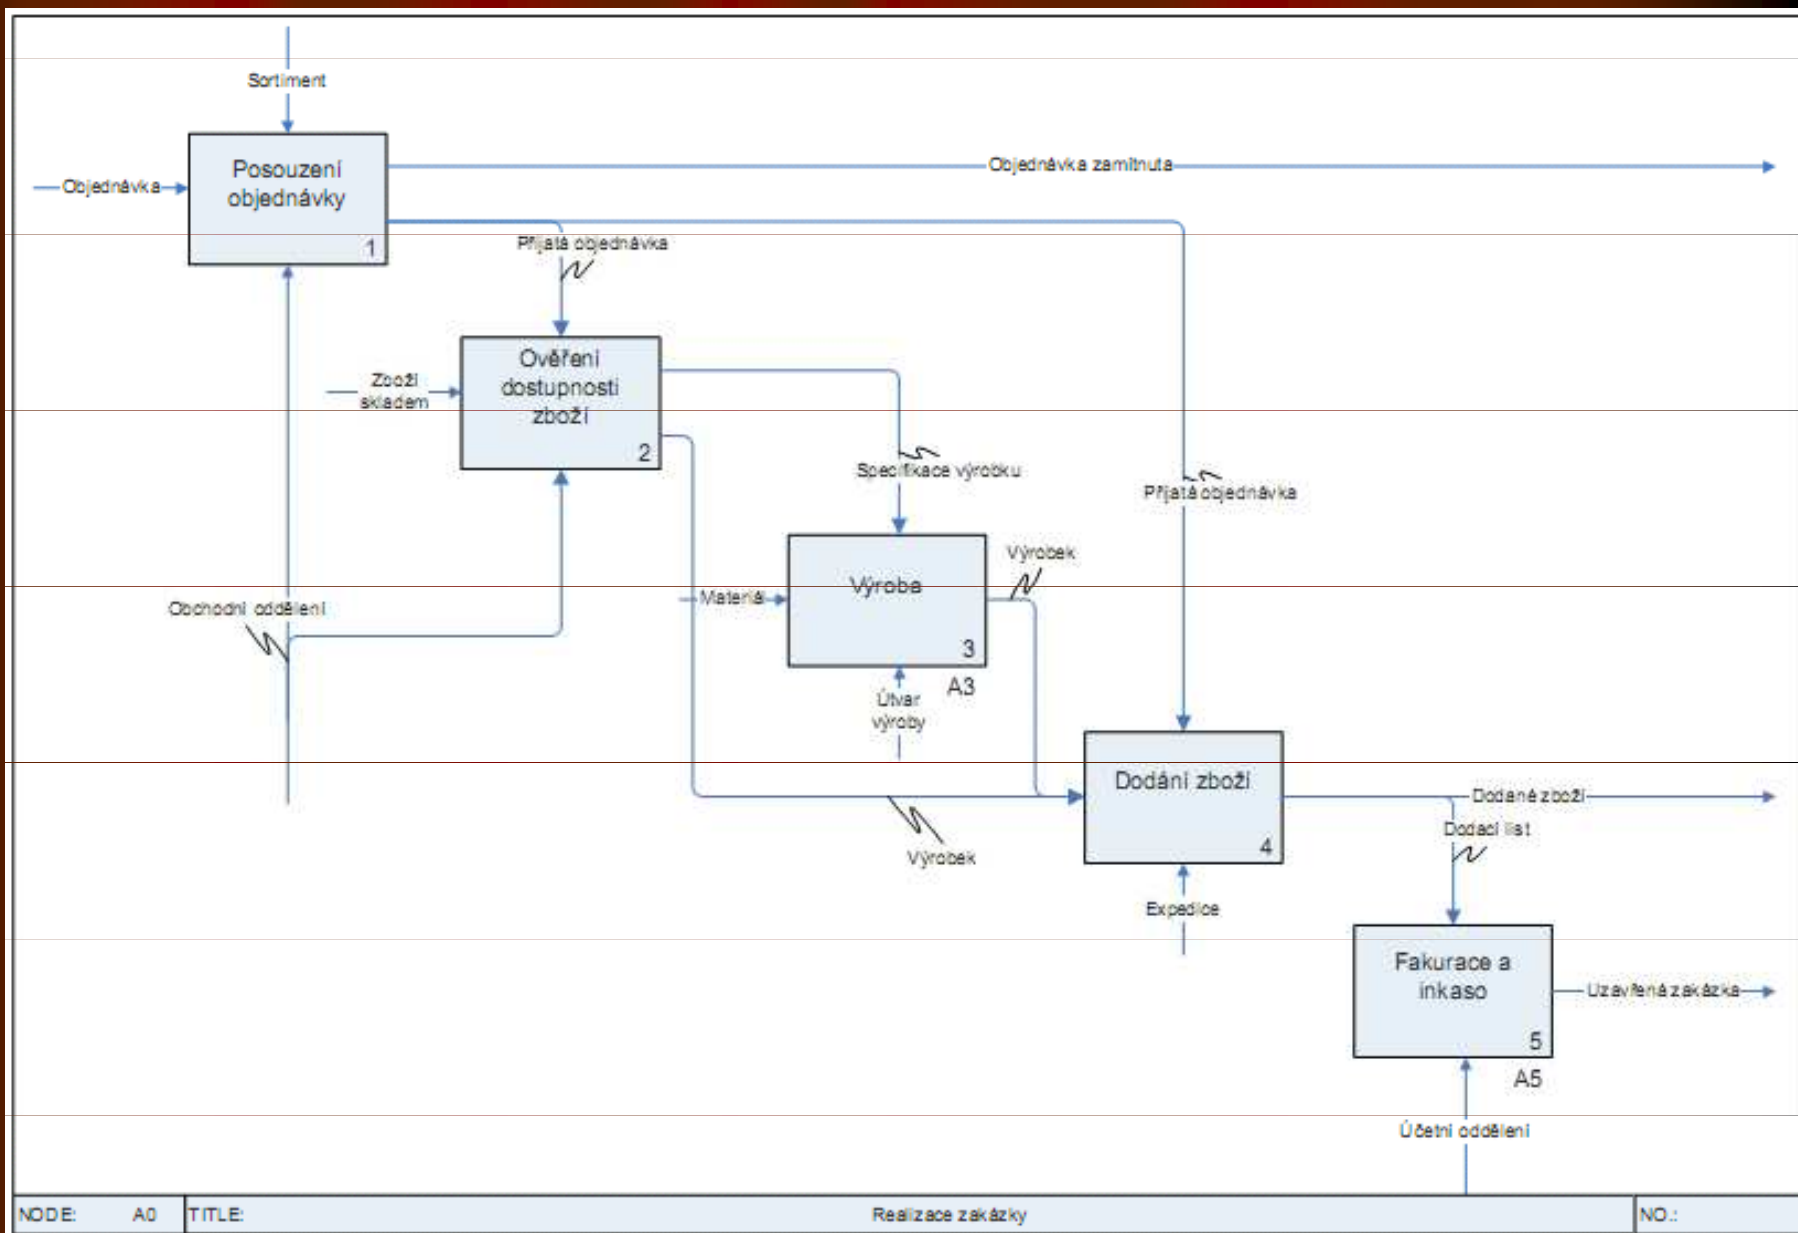 Sortiment
Posouzení
objednávky
1
Objednávka
Objednávka zamítnuta
Přijatá objednávka
Ověření
dostupnosti
zboží
2
Zboží
skladem
Specifikace výrobku
Přijatá objednávka
Výroba
3
A3
Výrobek
Materiál
Obchodní oddělení
Útvar
výroby
Dodání zboží
4
Dodané zboží
Dodací list
Výrobek
Expedice
Fakurace a
inkaso
5
A5
Uzavřená zakázka
Účetní oddělení
NODE: A0 TITLE: Realizace zakázky NO.: